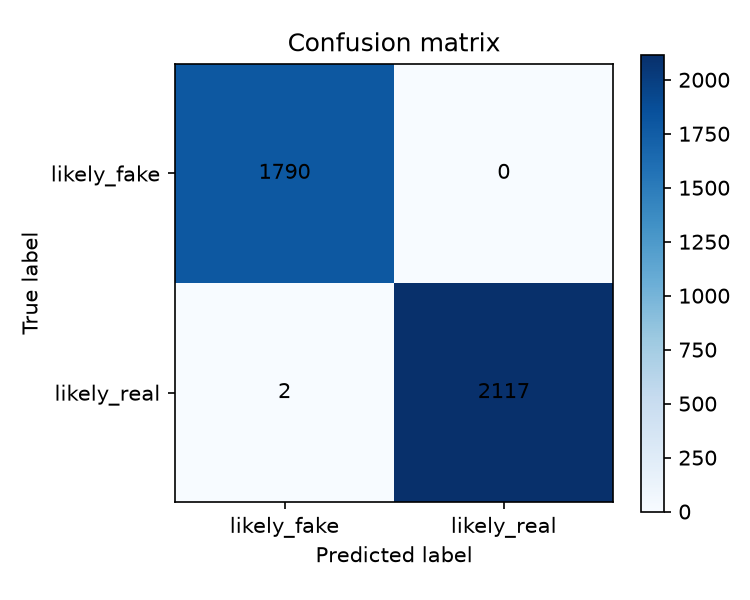 Confusion matrix
likely_fake
1790
0
likely_real
2
2117
likely_fake
likely_real
Predicted label
True label
2000
1750
1500
1250
1000
750
500
250
0